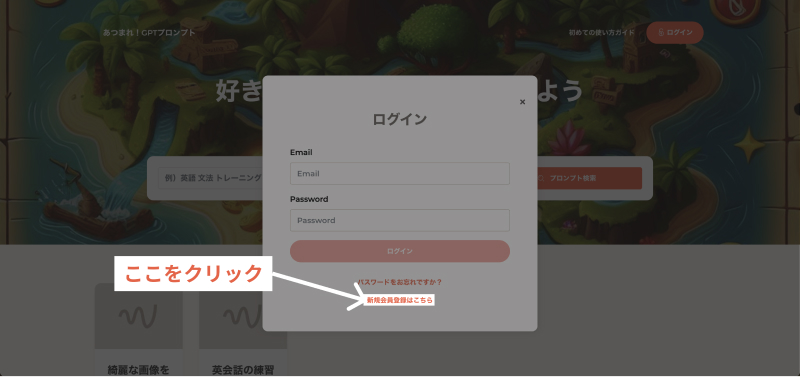 あつまれ！GPTプロンプト
初めての使い方ガイド
ログイン
好き
よう
×
ログイン
Email
Email
Password
Password
例）英語 文法 トレーニング
プロンプト検索
ログイン
パスワードをお忘れですか？
ここをクリック
新規会員登録はこちら
綺麗な画像を
英会話の練習